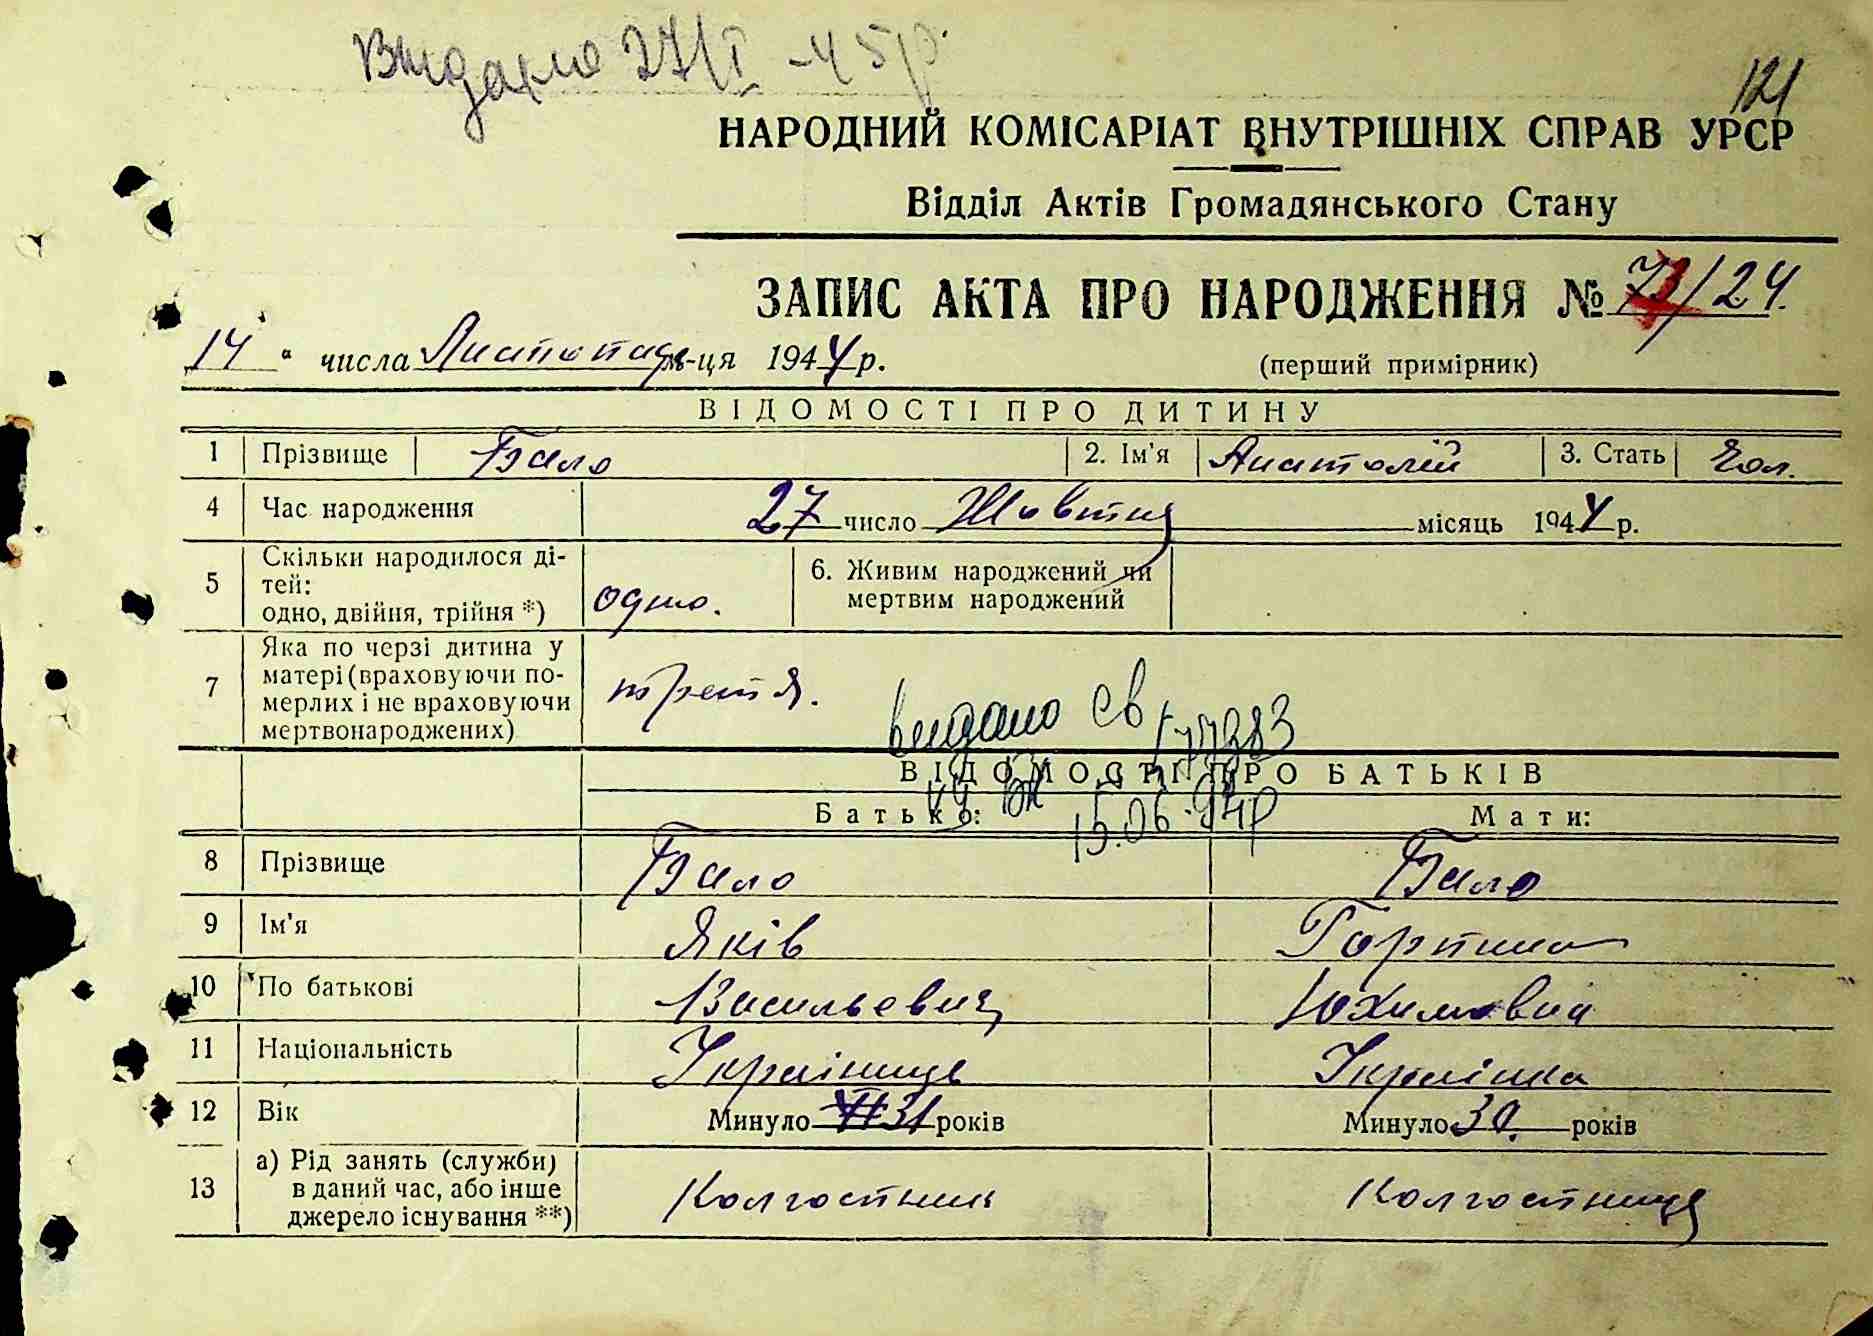 Видано 27/I -45р.
121
НАРОДНИЙ КОМІСАРІАТ ВНУТРІШНІХ СПРАВ УРСР
Відділ Актів Громадянського Стану
ЗАПИС АКТА ПРО НАРОДЖЕННЯ № /24.
14 " числа Листопада м-ця 1944 р. (перший примірник)
ВІДОМОСТІ ПРО ДИТИНУ
1 Прізвище Бало 2. Ім'я Анатолій 3. Стать Чол.
4 Час народження 27 число Жовтня місяць 1944 р.
5 Скільки народилося ді-
тей:
одно, двійня, трійня *) одно. 6. Живим народжений чи
мертвим народжений
7 Яка по черзі дитина у
матері (враховуючи по-
мерлих і не враховуючи
мертвонароджених) третя.
видано св
ВІДОМОСТІ ПРО БАТЬКІВ
Батько: Мати:
15.06.94р
8 Прізвище Бало Бало
9 Ім'я Яків Горпина
10 По батькові Васильевич Юхимовна
11 Національність Українець Українка
12 Вік Минуло 31 років Минуло 30. років
13 а) Рід занять (служби)
в даний час, або інше
джерело існування **) Колгоспник Колгоспниця